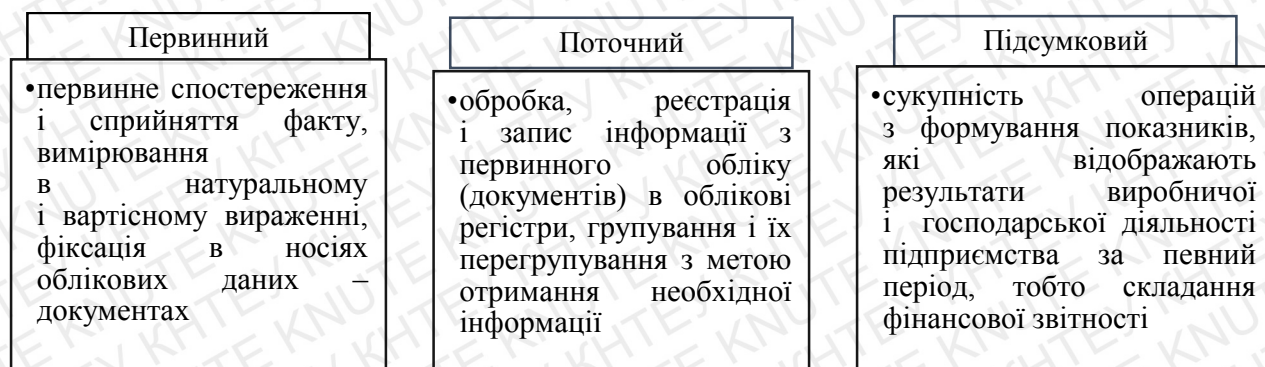 Первинний
•первинне спостереження
і сприйняття факту,
вимірювання
в натуральному
і вартісному вираженні,
фіксація в носіях
облікових даних –
документах
Поточний
•обробка, реєстрація
і запис інформації з
первинного обліку
(документів) в облікові
регістри, групування і їх
перегрупування з метою
отримання необхідної
інформації
Підсумковий
•сукупність операцій
з формування показників,
які відображають
результати виробничої
і господарської діяльності
підприємства за певний
період, тобто складання
фінансової звітності